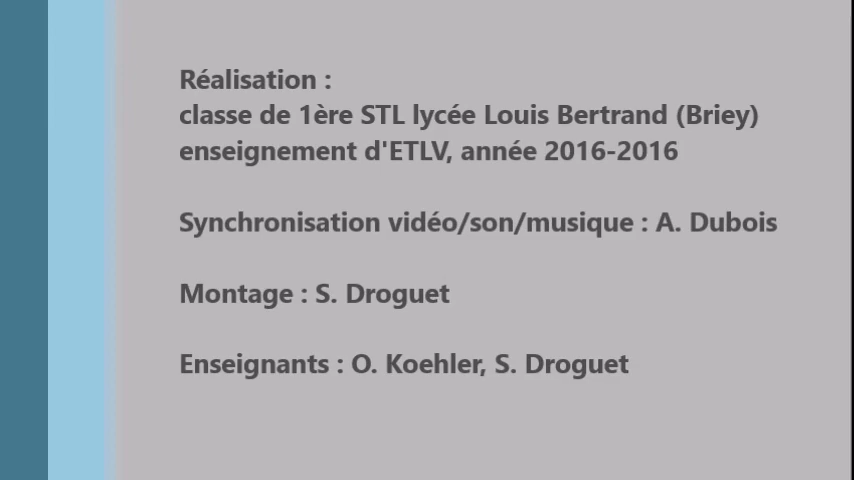 Réalisation :
classe de 1ère STL lycée Louis Bertrand (Briey)
enseignement d'ETLV, année 2016-2016
Synchronisation vidéo/son/musique : A. Dubois
Montage : S. Droguet
Enseignants : O. Koehler, S. Droguet